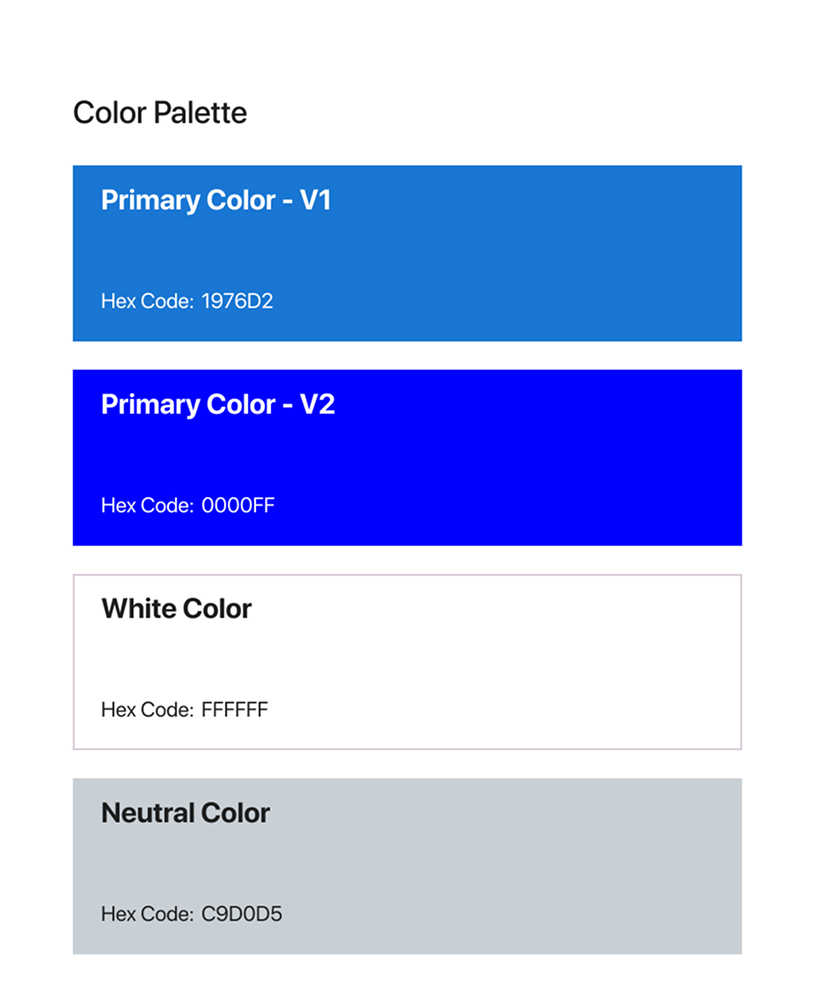 Color Palette
Primary Color - V1
Hex Code: 1976D2
Primary Color - V2
Hex Code: 0000FF
White Color
Hex Code: FFFFFF
Neutral Color
Hex Code: C9D0D5